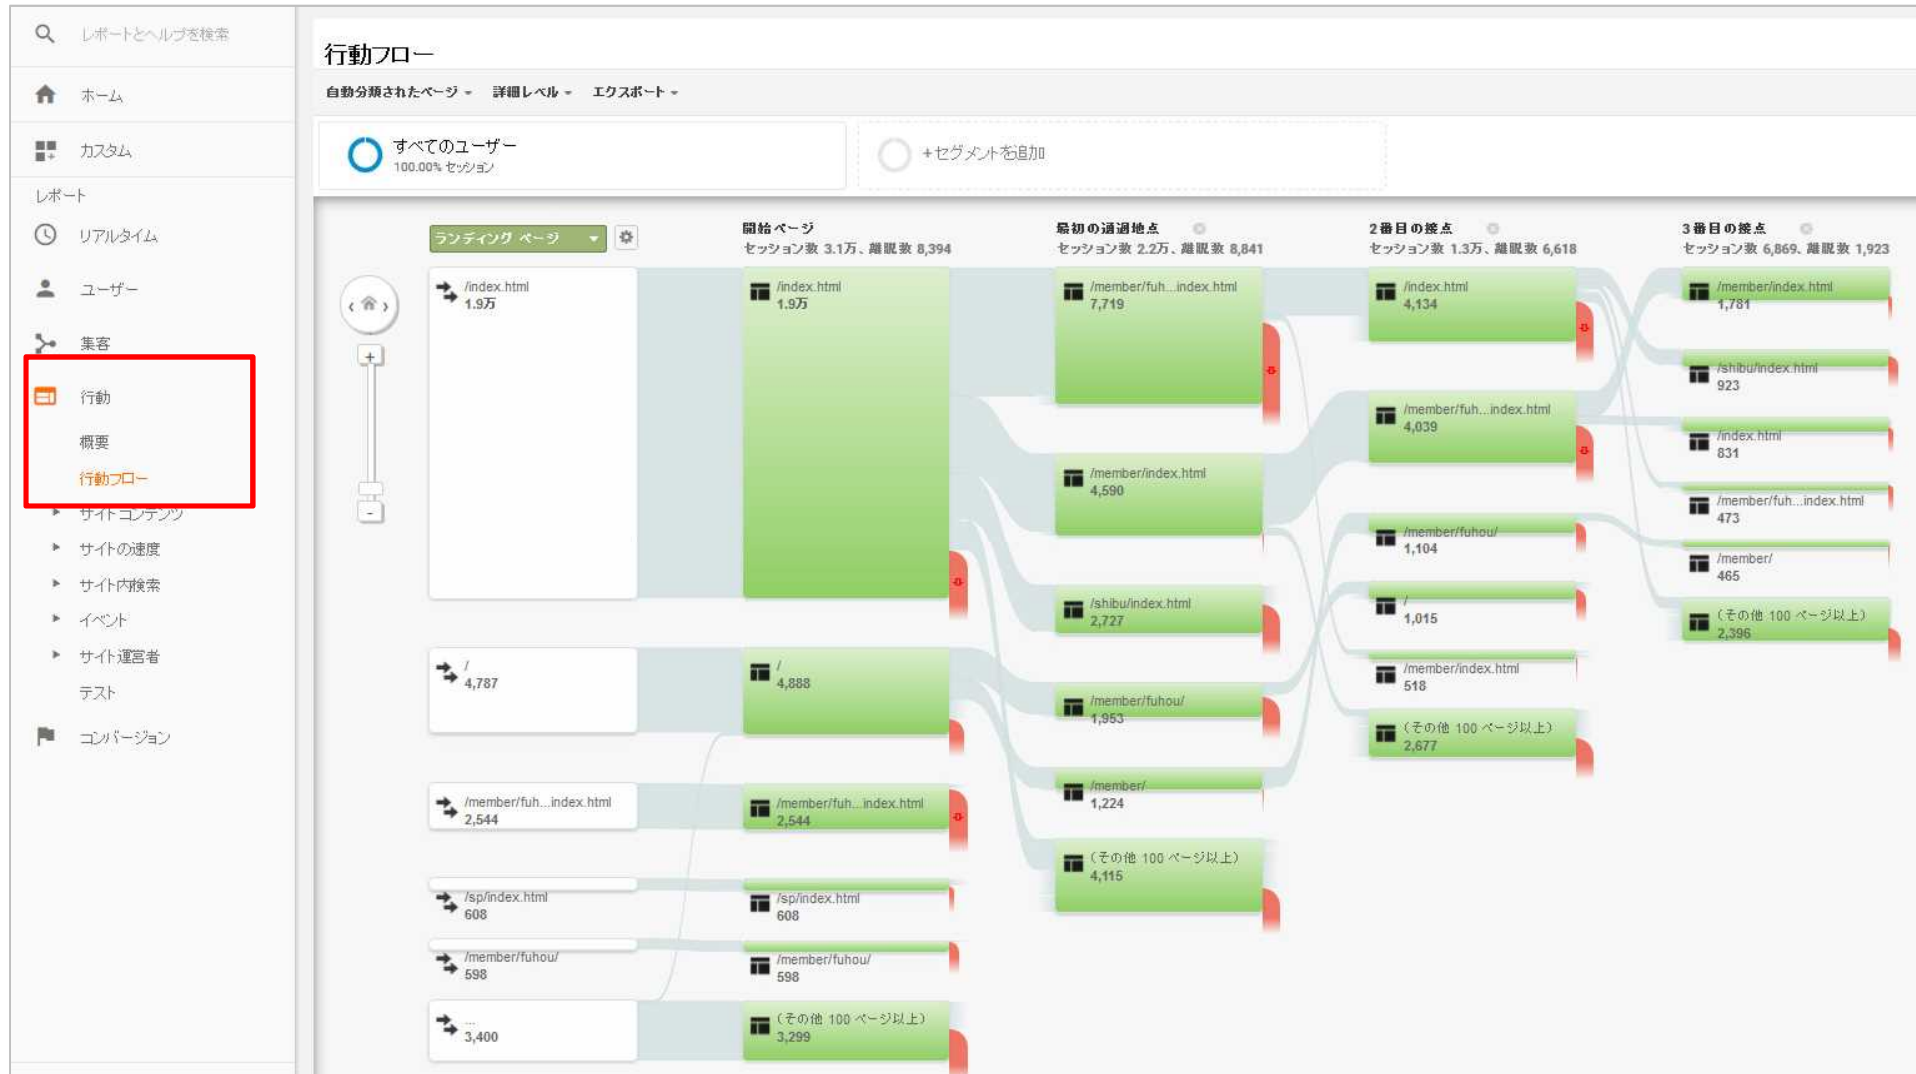 レポートとヘルプを検索
ホーム
カスタム
レポート
リアルタイム
ユーザー
集客
行動
概要
行動フロー
サイトコンテンツ
サイトの速度
サイト内検索
イベント
サイト運営者
テスト
コンバージョン
行動フロー
自動分類されたページ 詳細レベル エクスポート
すべてのユーザー
100.00% セッション
+セグメントを追加
ランディング ページ
/index.html
1.9万
/
4,787
/member/fuh...index.html
2,544
/sp/index.html
608
/member/fuhou/
598
...
3,400
開始ページ
セッション数 3.1万、離脱数 8,394
/index.html
1.9万
/
4,888
/member/fuh...index.html
2,544
/sp/index.html
608
/member/fuhou/
598
(その他 100 ページ以上)
3,299
最初の通過地点
セッション数 2.2万、離脱数 8,841
/member/fuh...index.html
7,719
/member/index.html
4,590
/shibu/index.html
2,727
/member/fuhou/
1,953
/member/
1,224
(その他 100 ページ以上)
4,115
2番目の接点
セッション数 1.3万、離脱数 6,618
/index.html
4,134
/member/fuh...index.html
4,039
/member/fuhou/
1,104
/
1,015
/member/index.html
518
(その他 100 ページ以上)
2,677
3番目の接点
セッション数 6,869、離脱数 1,923
/member/index.html
1,781
/shibu/index.html
923
/index.html
831
/member/fuh...index.html
473
/member/
465
(その他 100 ページ以上)
2,396